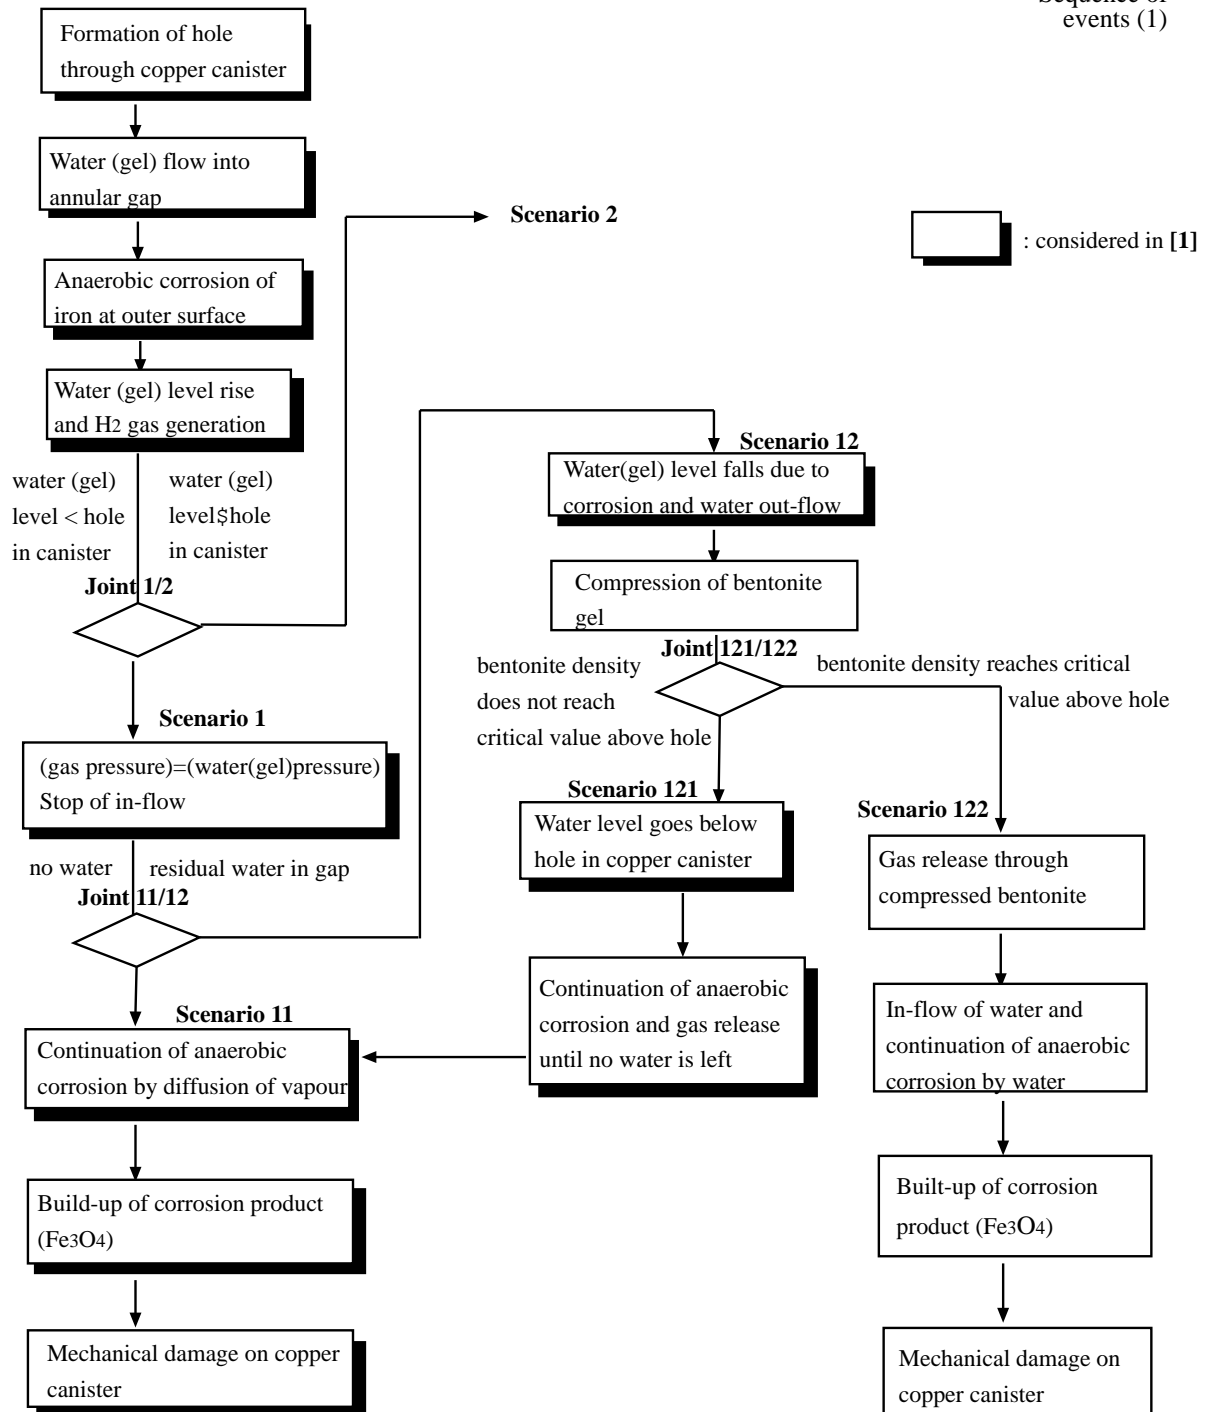 Sequence of
events (1)
Formation of hole
through copper canister
Water (gel) flow into
annular gap
Scenario 2
: considered in [1]
Anaerobic corrosion of
iron at outer surface
Water (gel) level rise
and H2 gas generation
water (gel)
level < hole
in canister
water (gel)
level$hole
in canister
Joint 1/2
Scenario 1
(gas pressure)=(water(gel)pressure)
Stop of in-flow
no water
residual water in gap
Joint 11/12
Scenario 11
Continuation of anaerobic
corrosion by diffusion of vapour
Build-up of corrosion product
(Fe3O4)
Mechanical damage on copper
canister
Scenario 12
Water(gel) level falls due to
corrosion and water out-flow
Compression of bentonite
gel
Joint 121/122
bentonite density
does not reach
critical value above hole
bentonite density reaches critical
value above hole
Scenario 121
Water level goes below
hole in copper canister
Continuation of anaerobic
corrosion and gas release
until no water is left
Scenario 122
Gas release through
compressed bentonite
In-flow of water and
continuation of anaerobic
corrosion by water
Built-up of corrosion
product (Fe3O4)
Mechanical damage on
copper canister